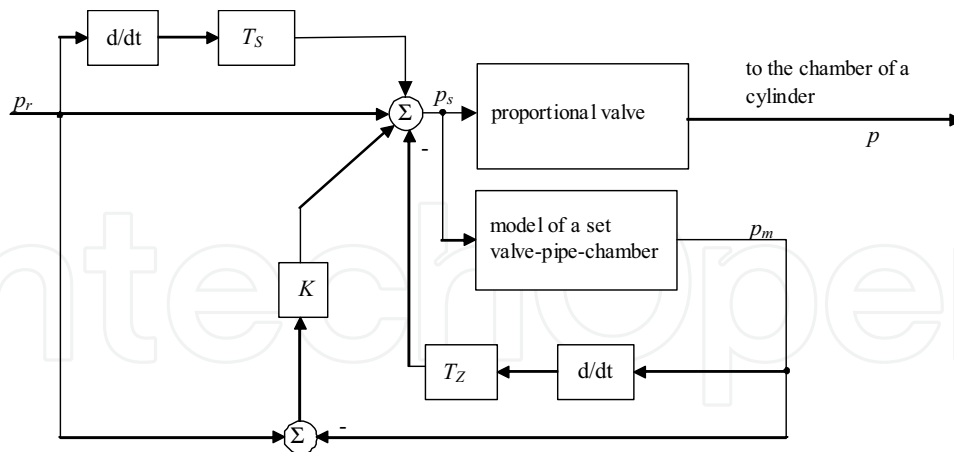 d/dt
T_S
to the chamber of a
cylinder
p_r
Σ
p_s
proportional valve
-
p
model of a set
valve-pipe-chamber
p_m
K
T_Z
d/dt
Σ
-
ntechOpen